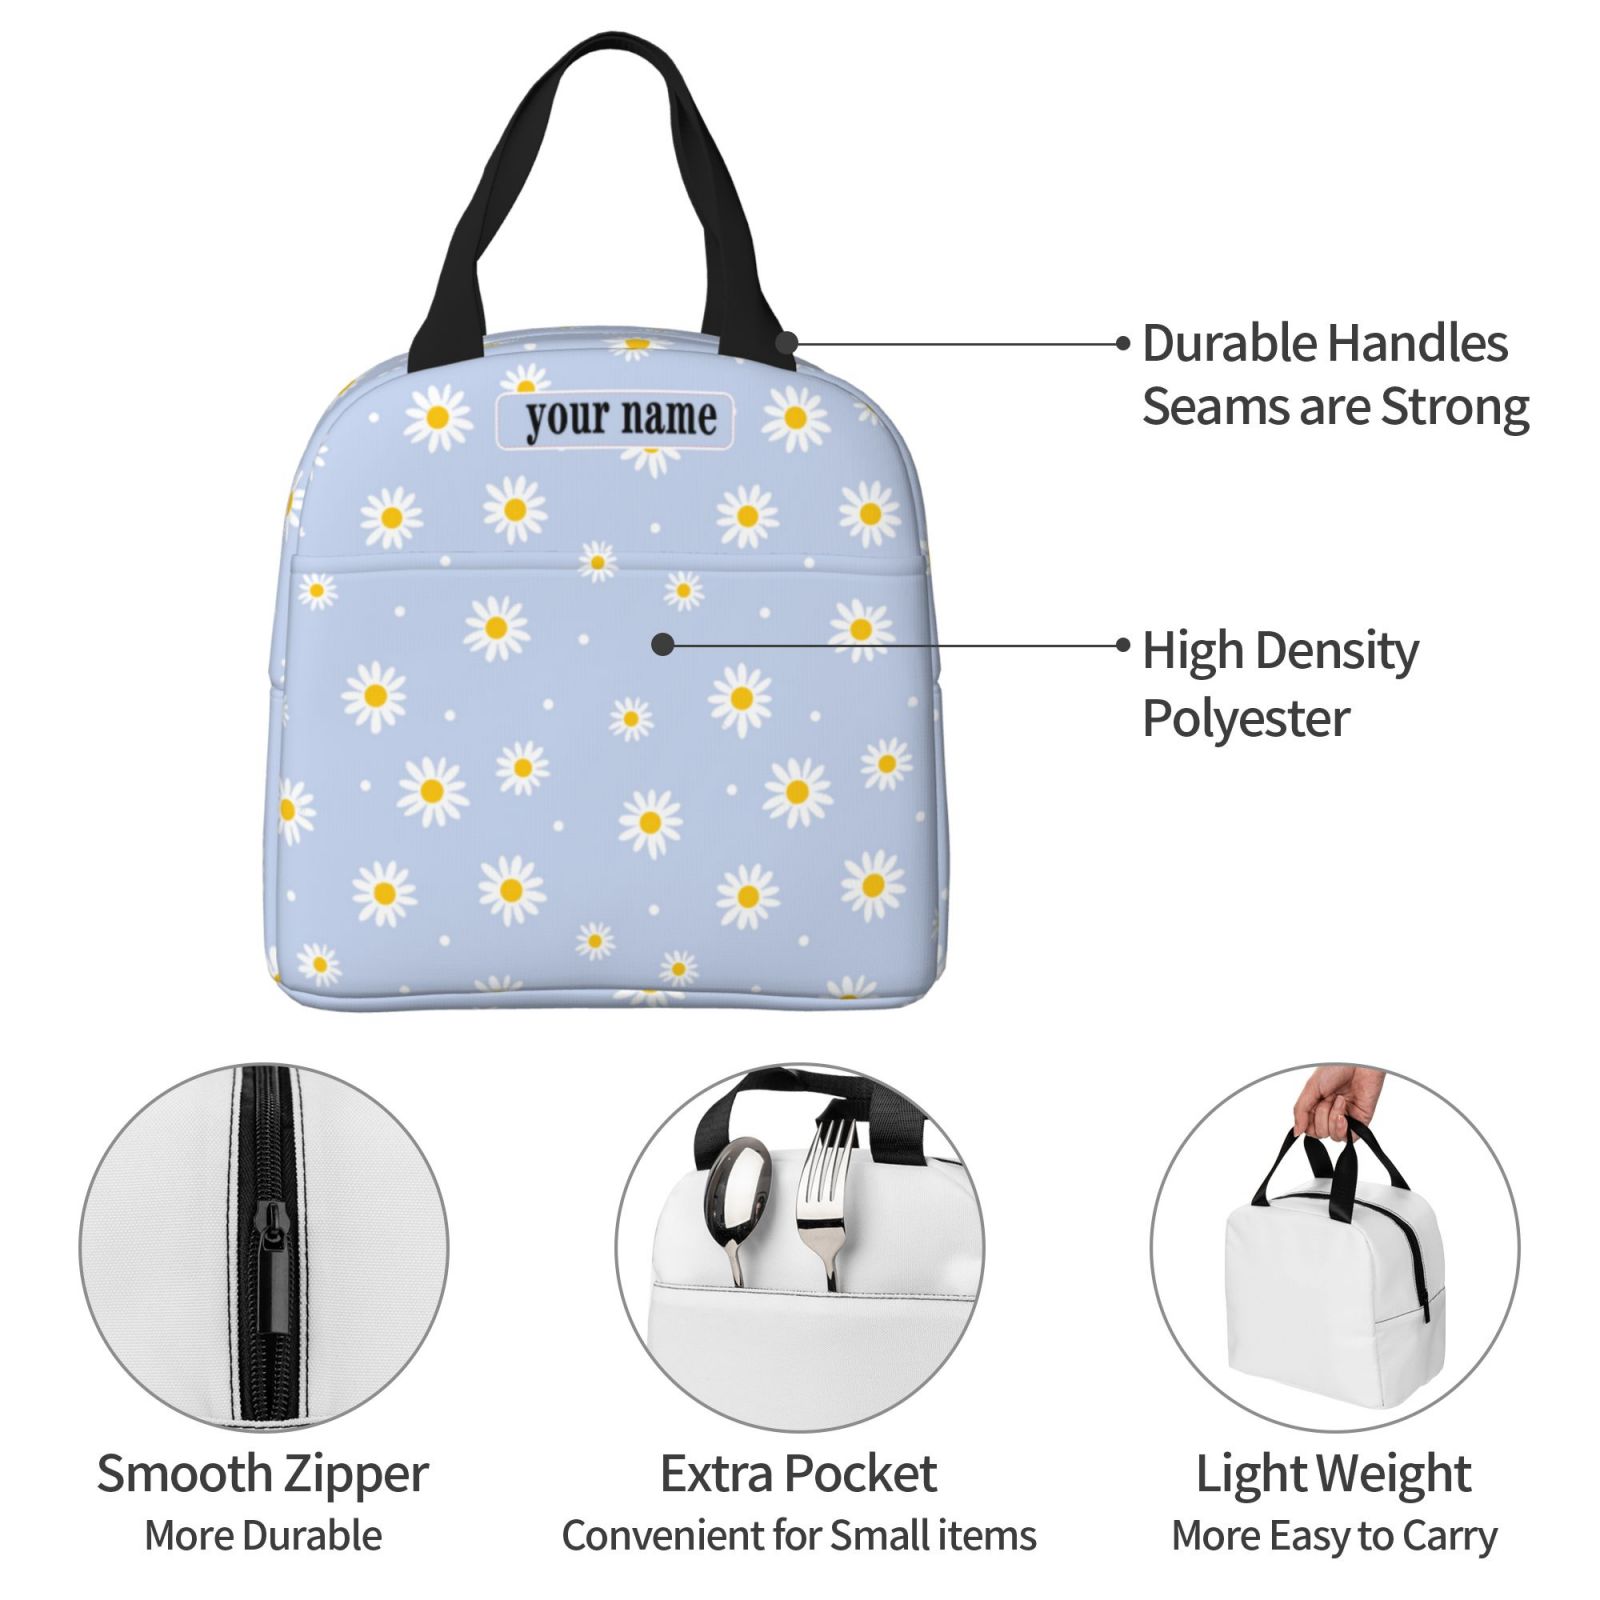 your name
Durable Handles
Seams are Strong
High Density
Polyester
Smooth Zipper
More Durable
Extra Pocket
Convenient for Small items
Light Weight
More Easy to Carry